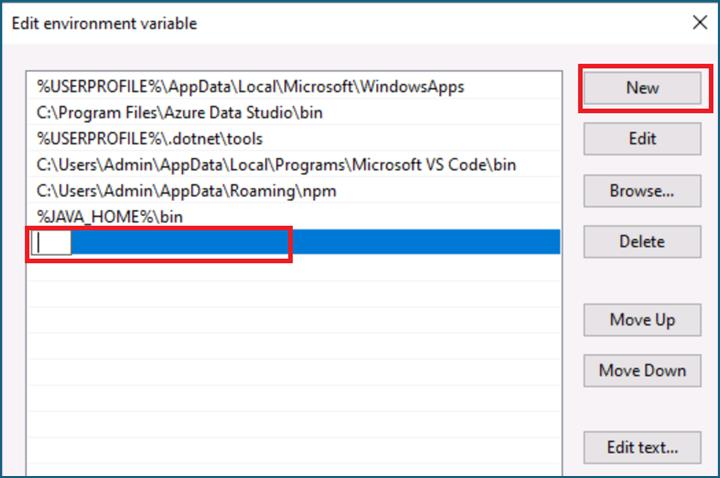 Edit environment variable
%USERPROFILE%\AppData\Local\Microsoft\WindowsApps
C:\Program Files\Azure Data Studio\bin
%USERPROFILE%\.dotnet\tools
C:\Users\Admin\AppData\Local\Programs\Microsoft VS Code\bin
C:\Users\Admin\AppData\Roaming\npm
%JAVA_HOME%\bin
New
Edit
Browse...
Delete
Move Up
Move Down
Edit text...